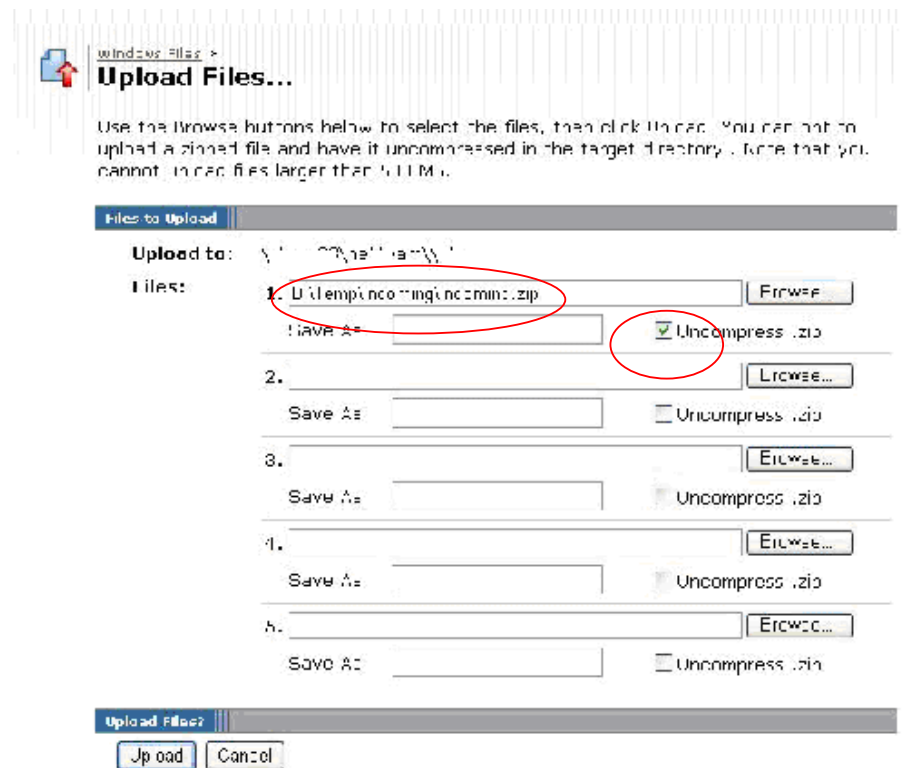 Windows Files >
Upload Files...
Use the Browse buttons below to select the files, then click Upload. You can opt to
upload a zipped file and have it uncompressed in the target directory. Note that you
cannot upload files larger than
Files to Upload
Upload to:
Files:
1. D:\Temp\incoming\incoming.zip Browse...
Save As Uncompress .zip
2. Browse...
Save As Uncompress .zip
3. Browse...
Save As Uncompress .zip
4. Browse...
Save As Uncompress .zip
5. Browse...
Save As Uncompress .zip
Upload Files?
Upload Cancel